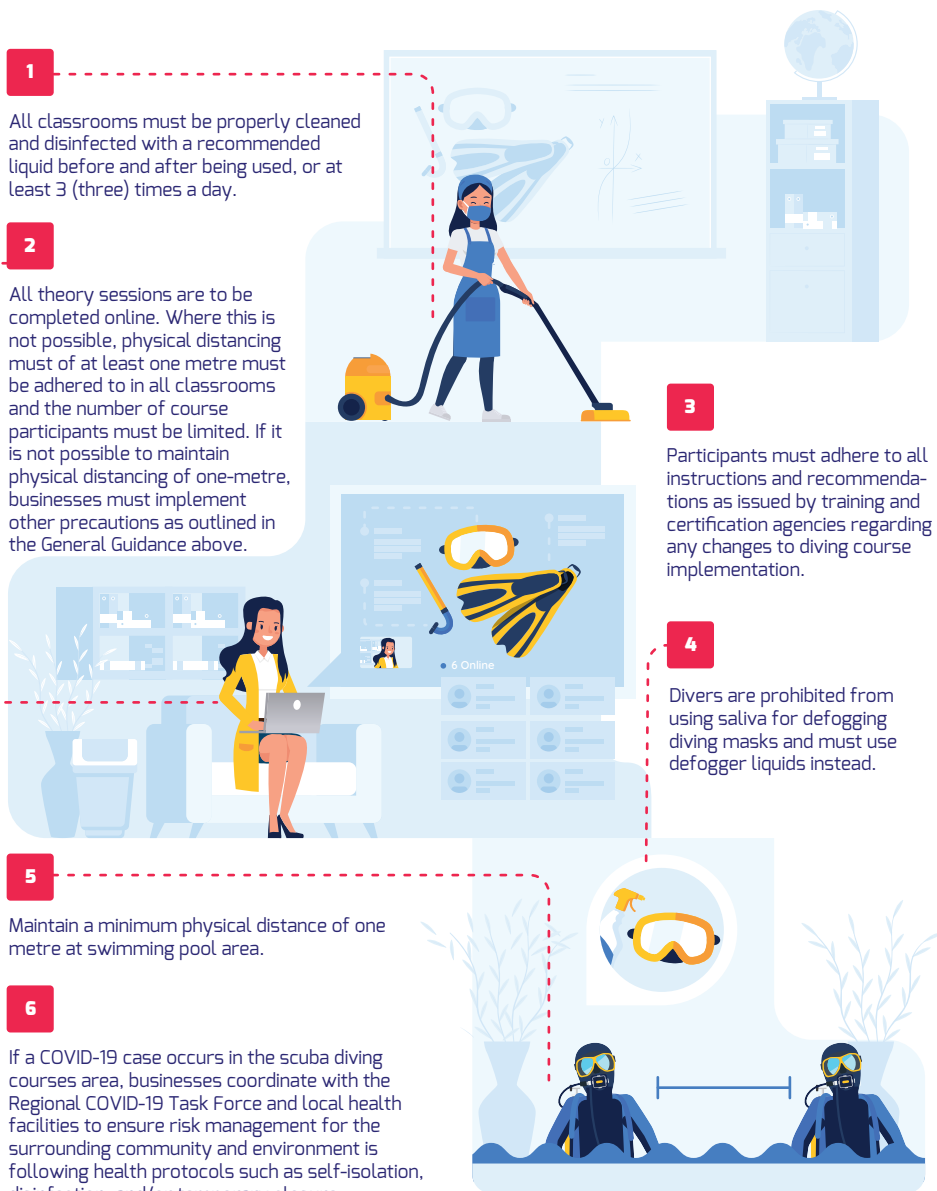 1
All classrooms must be properly cleaned
and disinfected with a recommended
liquid before and after being used, or at
least 3 (three) times a day.
2
All theory sessions are to be
completed online. Where this is
not possible, physical distancing
must of at least one metre must
be adhered to in all classrooms
and the number of course
participants must be limited. If it
is not possible to maintain
physical distancing of one-metre,
businesses must implement
other precautions as outlined in
the General Guidance above.
3
Participants must adhere to all
instructions and recommenda-
tions as issued by training and
certification agencies regarding
any changes to diving course
implementation.
6 Online
4
Divers are prohibited from
using saliva for defogging
diving masks and must use
defogger liquids instead.
5
Maintain a minimum physical distance of one
metre at swimming pool area.
6
If a COVID-19 case occurs in the scuba diving
courses area, businesses coordinate with the
Regional COVID-19 Task Force and local health
facilities to ensure risk management for the
surrounding community and environment is
following health protocols such as self-isolation,
y
O
x